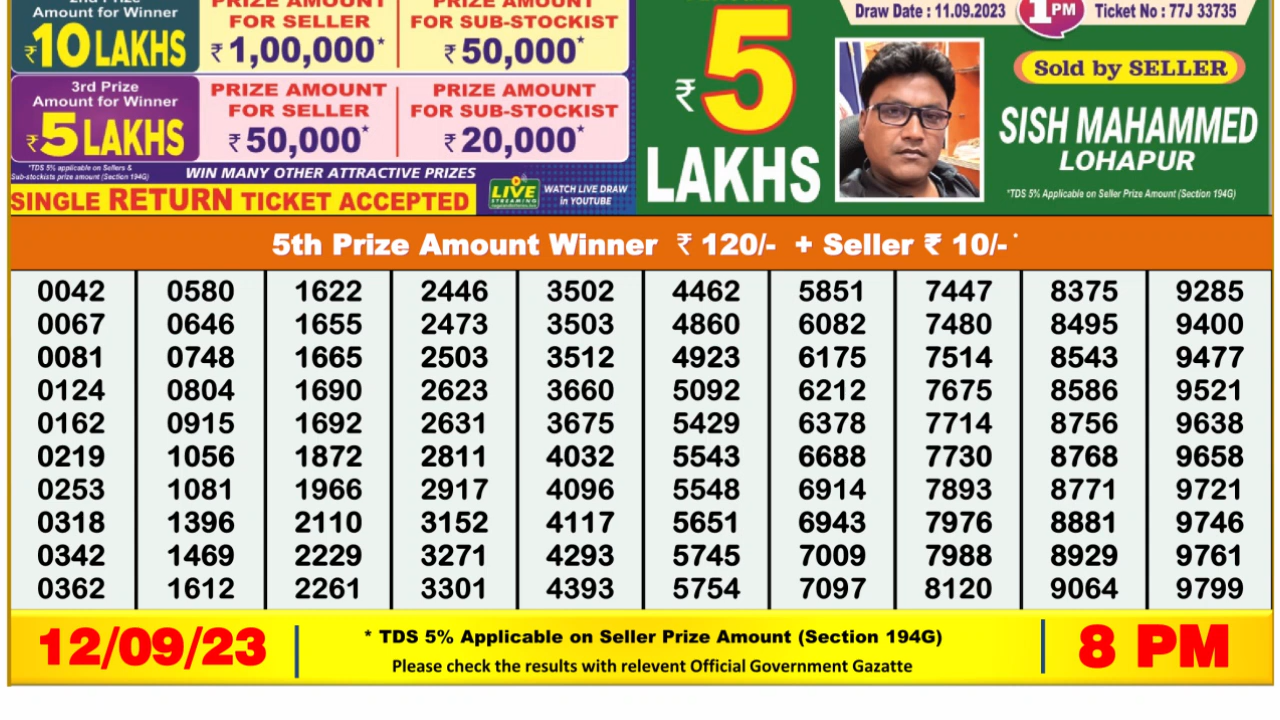 2nd Prize
Amount for Winner
₹10 LAKHS
PRIZE AMOUNT
FOR SELLER
₹ 1,00,000*
PRIZE AMOUNT
FOR SUB-STOCKIST
₹ 50,000*
3rd Prize
Amount for Winner
₹5 LAKHS
PRIZE AMOUNT
FOR SELLER
₹ 50,000*
PRIZE AMOUNT
FOR SUB-STOCKIST
₹ 20,000*
*TDS 5% applicable on Sellers &
Sub-stockists prize amount (Section 194G)
WIN MANY OTHER ATTRACTIVE PRIZES
SINGLE RETURN TICKET ACCEPTED
LIVE
STREAMING
WATCH LIVE DRAW
in YOUTUBE
₹ 5
LAKHS
Draw Date : 11.09.2023
1 PM
Ticket No : 77J 33735
Sold by SELLER
SISH MAHAMMED
LOHAPUR
*TDS 5% Applicable on Seller Prize Amount (Section 194G)
5th Prize Amount Winner ₹ 120/- + Seller ₹ 10/-*
0042 0580 1622 2446 3502 4462 5851 7447 8375 9285
0067 0646 1655 2473 3503 4860 6082 7480 8495 9400
0081 0748 1665 2503 3512 4923 6175 7514 8543 9477
0124 0804 1690 2623 3660 5092 6212 7675 8586 9521
0162 0915 1692 2631 3675 5429 6378 7714 8756 9638
0219 1056 1872 2811 4032 5543 6688 7730 8768 9658
0253 1081 1966 2917 4096 5548 6914 7893 8771 9721
0318 1396 2110 3152 4117 5651 6943 7976 8881 9746
0342 1469 2229 3271 4293 5745 7009 7988 8929 9761
0362 1612 2261 3301 4393 5754 7097 8120 9064 9799
12/09/23
* TDS 5% Applicable on Seller Prize Amount (Section 194G)
Please check the results with relevent Official Government Gazatte
8 PM